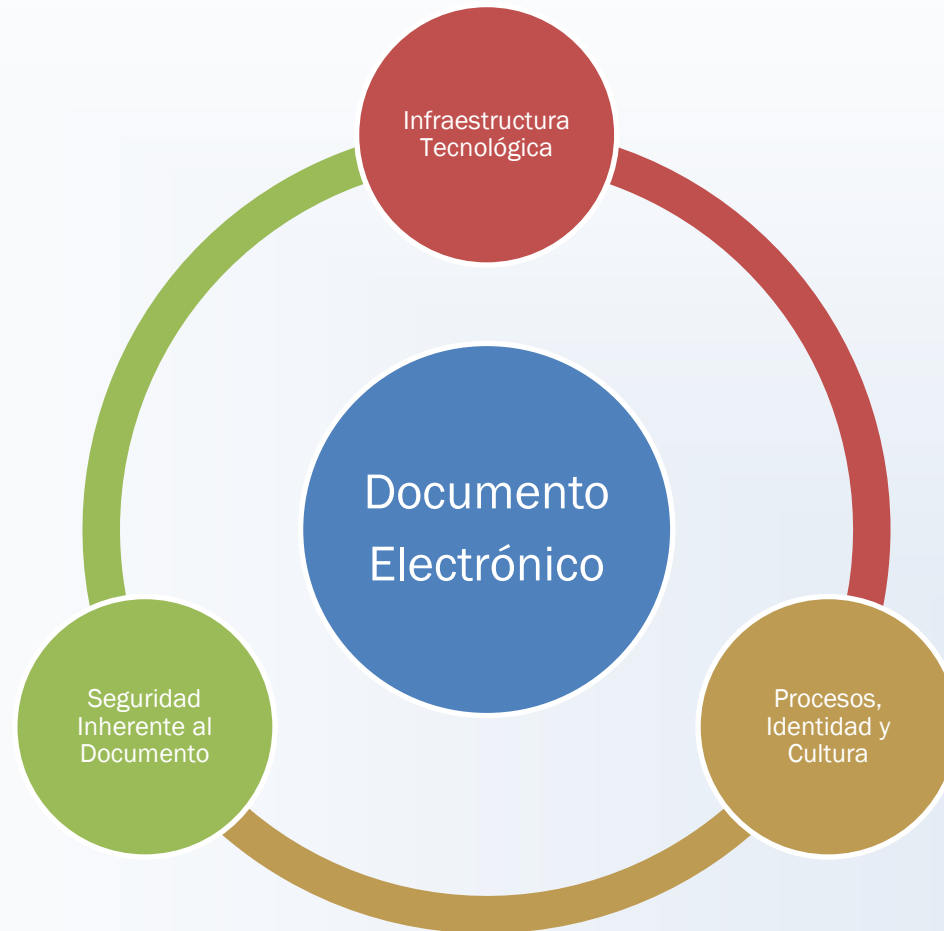 Infraestructura
Tecnológica
Documento
Electrónico
Seguridad
Inherente al
Documento
Procesos,
Identidad y
Cultura